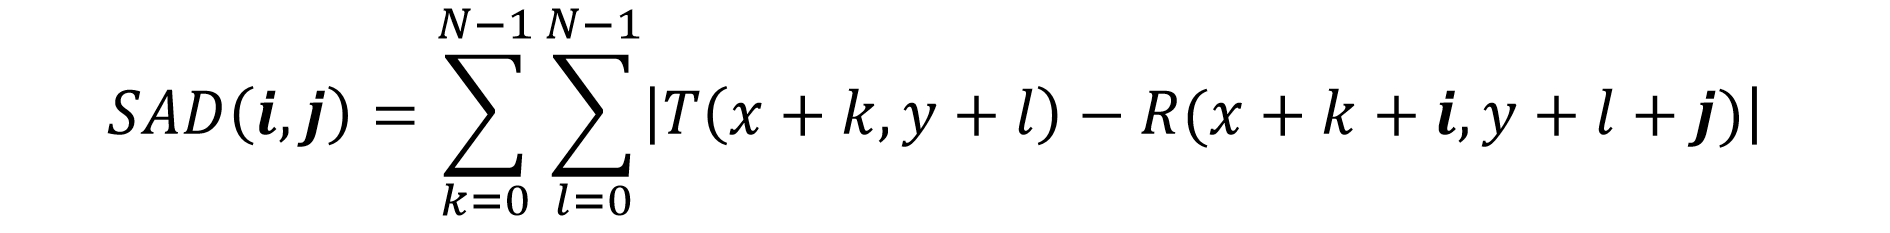 SAD(i, j) = ∑_{k=0}^{N−1} ∑_{l=0}^{N−1} |T(x + k, y + l) − R(x + k + i, y + l + j)|